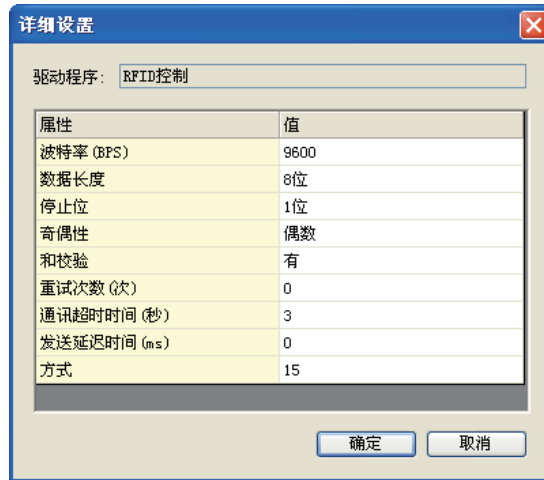 详细设置
驱动程序: RFID控制
属性 值
波特率(BPS) 9600
数据长度 8位
停止位 1位
奇偶性 偶数
和校验 有
重试次数(次) 0
通讯超时时间(秒) 3
发送延迟时间(ms) 0
方式 15
确定 取消